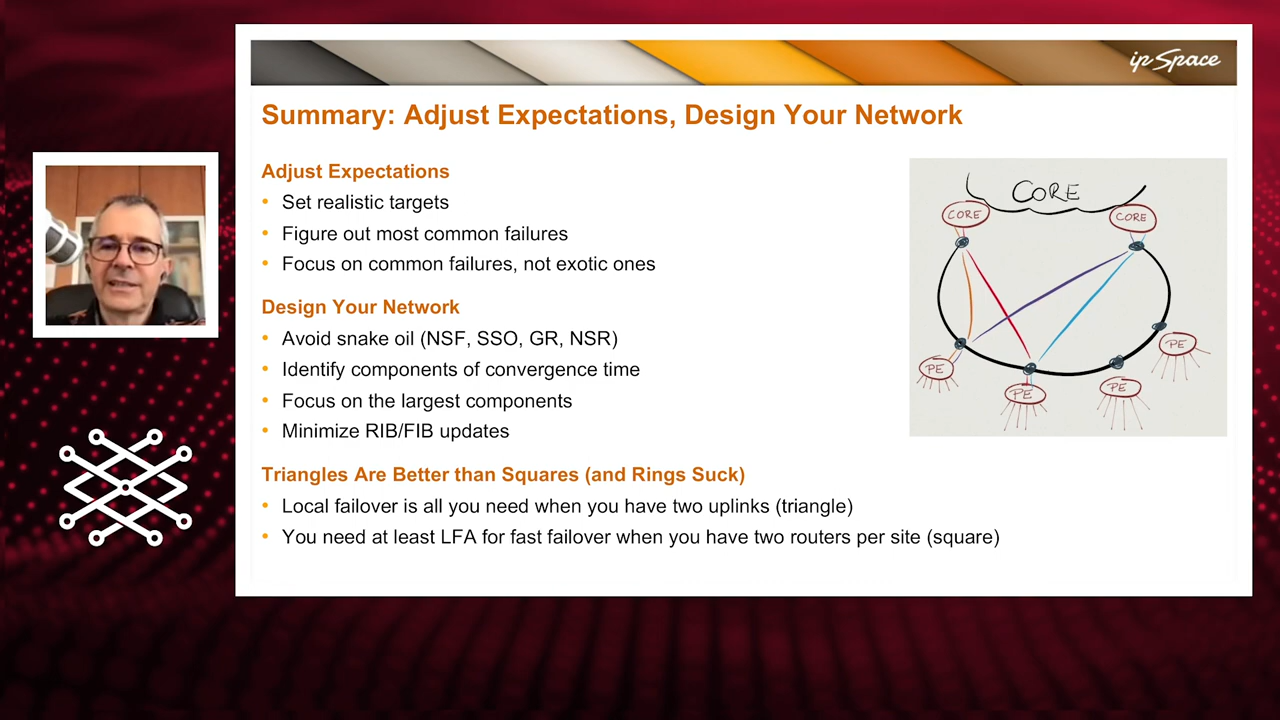 ip Space
Summary: Adjust Expectations, Design Your Network
Adjust Expectations
• Set realistic targets
• Figure out most common failures
• Focus on common failures, not exotic ones
Design Your Network
• Avoid snake oil (NSF, SSO, GR, NSR)
• Identify components of convergence time
• Focus on the largest components
• Minimize RIB/FIB updates
Triangles Are Better than Squares (and Rings Suck)
• Local failover is all you need when you have two uplinks (triangle)
• You need at least LFA for fast failover when you have two routers per site (square)
CORE
CORE
CORE
PE
PE
PE
PE